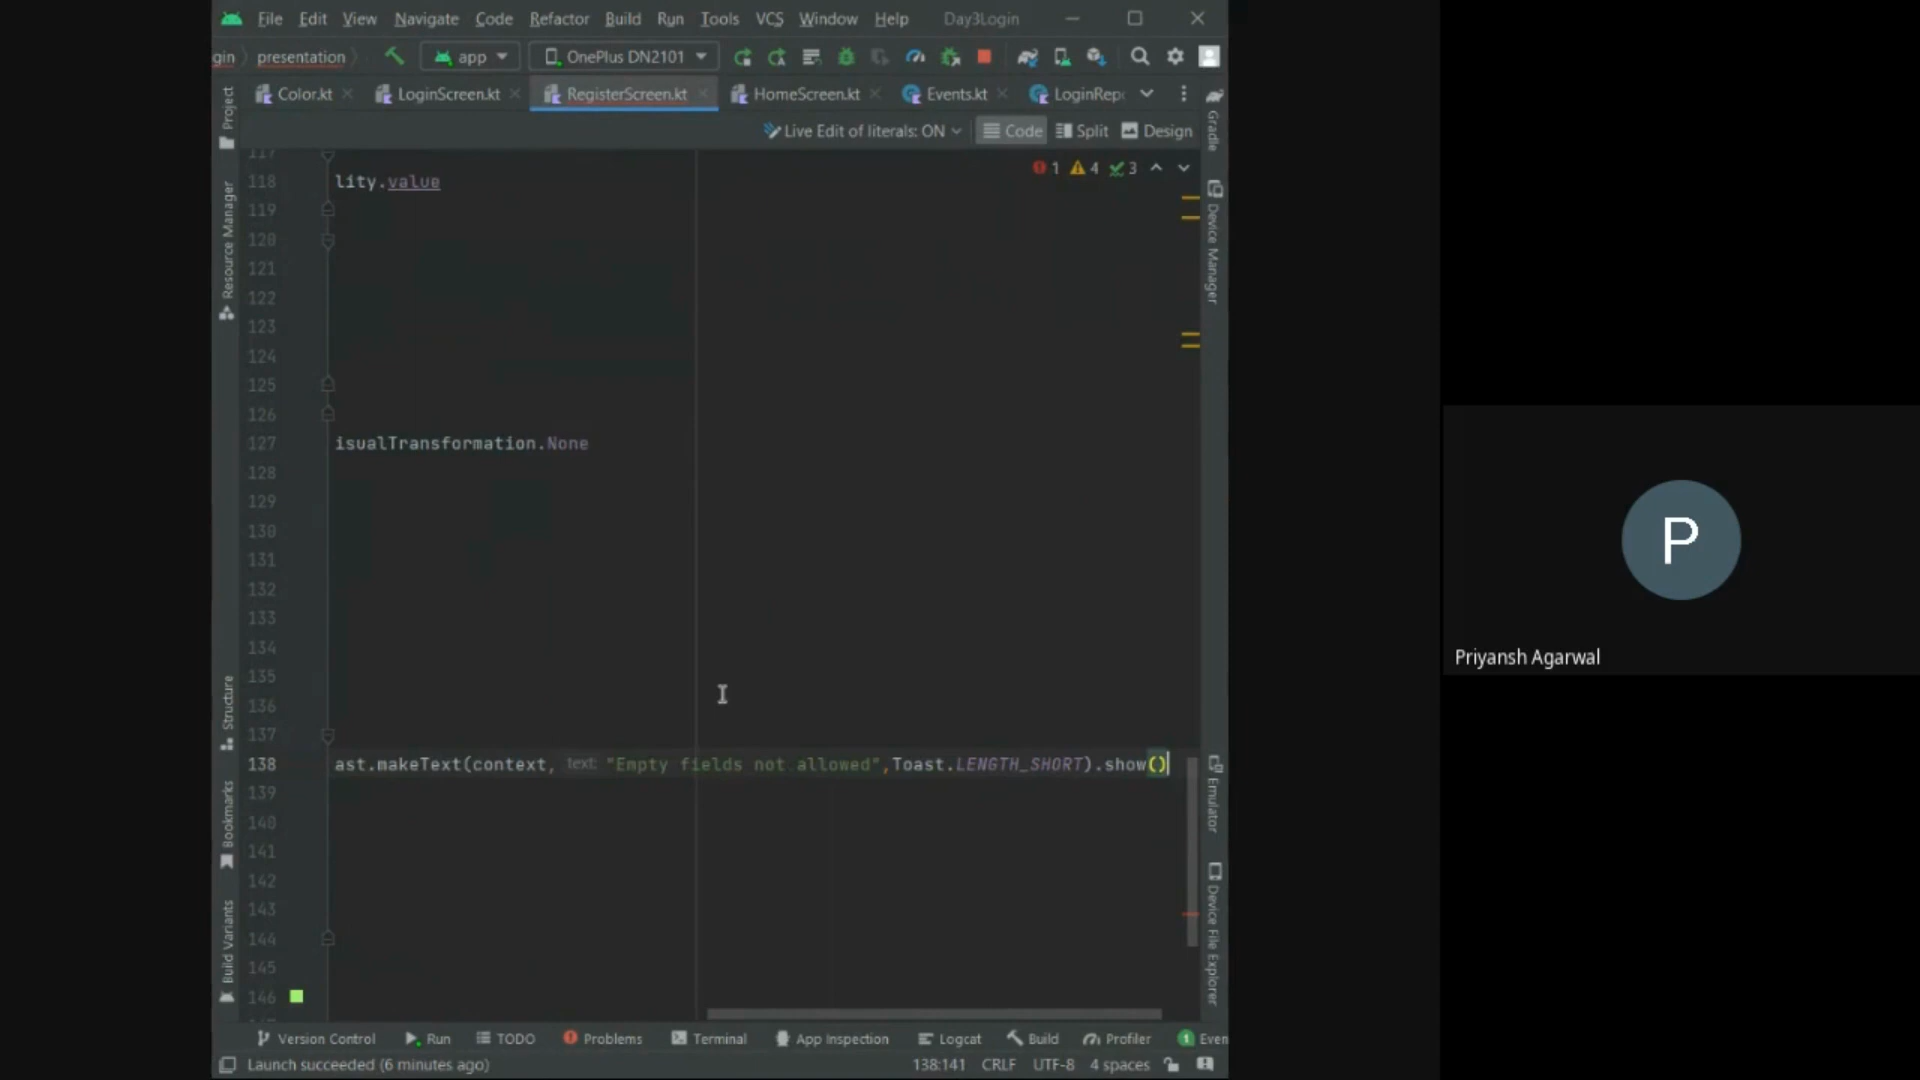 File Edit View Navigate Code Refactor Build Run Tools VCS Window Help Day3Login
gin presentation app OnePlus DN2101
Color.kt LoginScreen.kt RegisterScreen.kt HomeScreen.kt Events.kt LoginRep
Live Edit of literals: ON Code Split Design
117
1 4 3
118 lity.value
119
120
121
122
123
124
125
126
127 isualTransformation.None
128
129
130
131
132
133
134
135
136
137
138 ast.makeText(context, text: "Empty fields not allowed",Toast.LENGTH_SHORT).show()
139
140
141
142
143
144
145
146
Project
Resource Manager
Structure
Bookmarks
Build Variants
Gradle
Device Manager
Emulator
Device File Explorer
Version Control Run TODO Problems Terminal App Inspection Logcat Build Profiler 1 Even
Launch succeeded (6 minutes ago) 138:141 CRLF UTF-8 4 spaces
P
Priyansh Agarwal